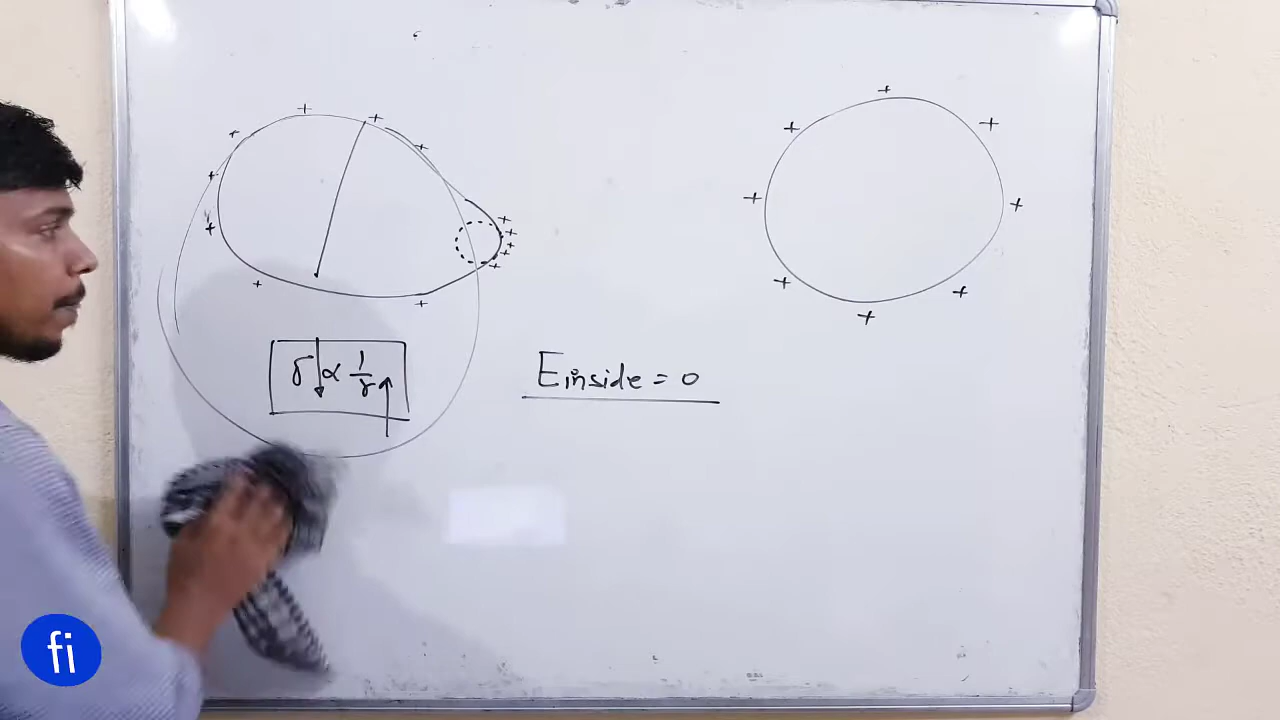 + + + + + + + + + + + + + +
+ + + + + + + +
σ↓ ∝ 1/r↑
Einside = 0
fi